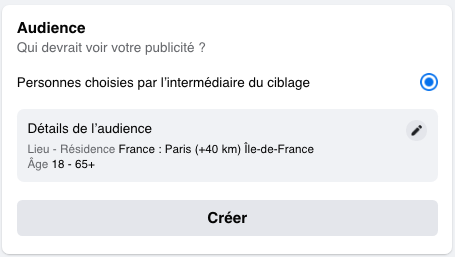 Audience
Qui devrait voir votre publicité ?
Personnes choisies par l’intermédiaire du ciblage
Détails de l’audience
Lieu - Résidence France : Paris (+40 km) Île-de-France
Âge 18 - 65+
Créer